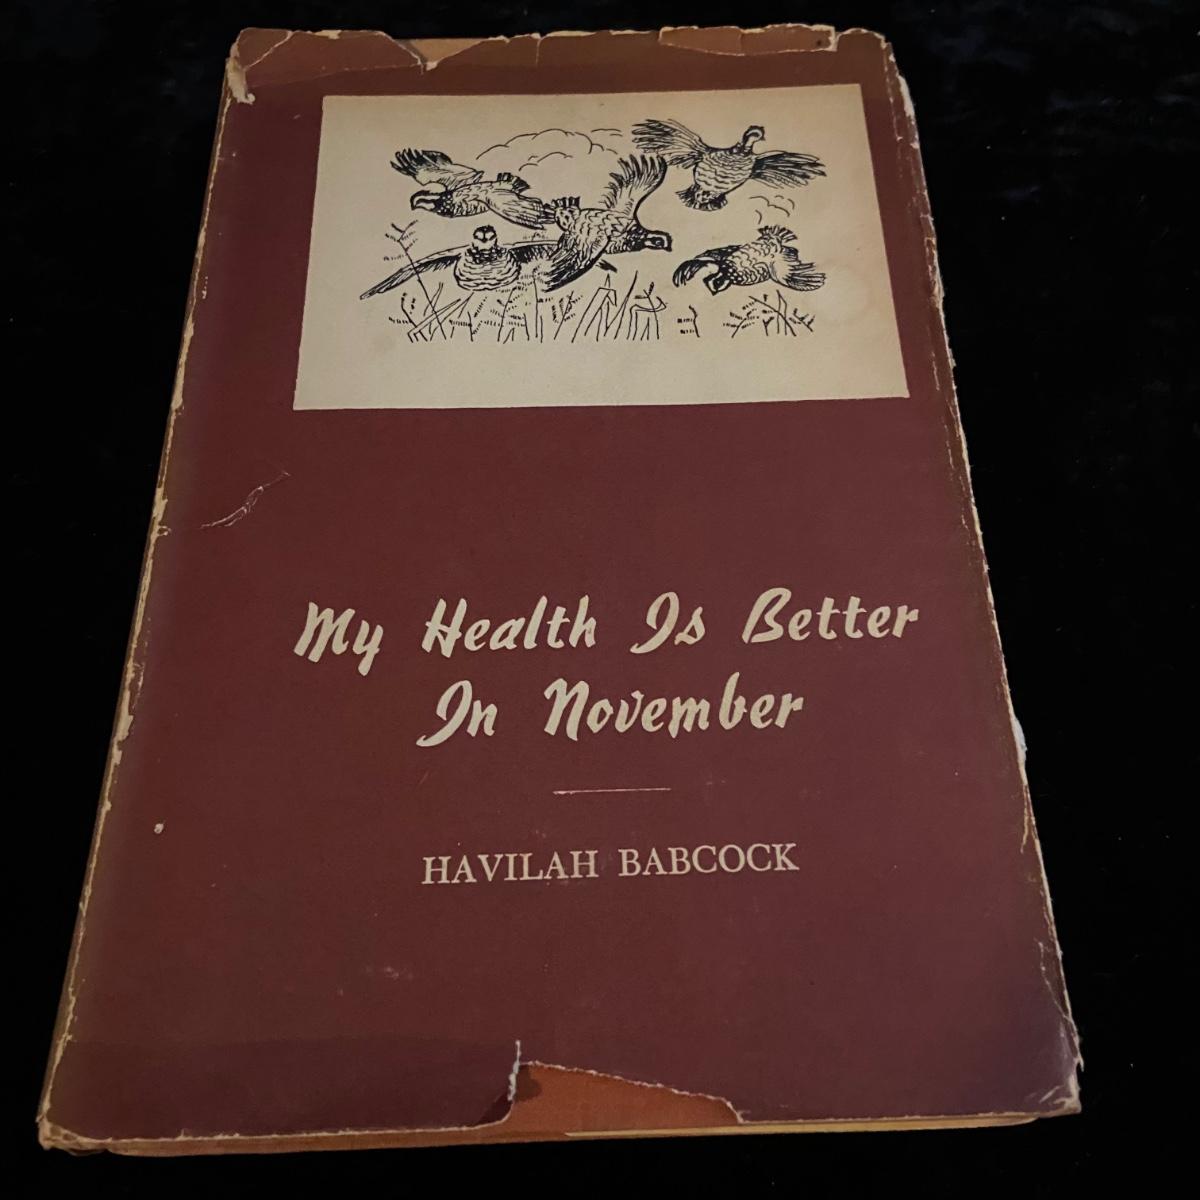 My Health Is Better
In November
HAVILAH BABCOCK